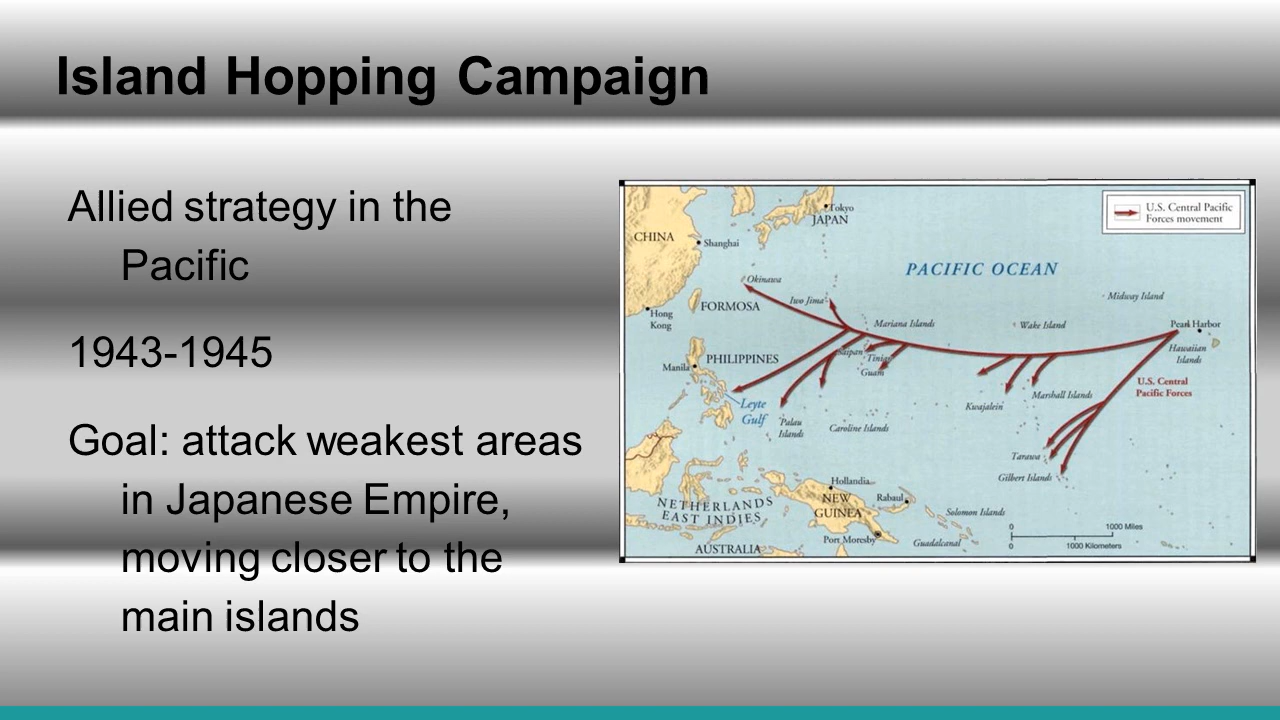 Island Hopping Campaign
Allied strategy in the
Pacific
1943-1945
Goal: attack weakest areas
in Japanese Empire,
moving closer to the
main islands
U.S. Central Pacific
Forces movement
Tokyo
JAPAN
CHINA
Shanghai
PACIFIC OCEAN
Okinawa
Iwo Jima
Midway Island
FORMOSA
Hong
Kong
Mariana Islands
Wake Island
Pearl Harbor
Hawaiian
Islands
Saipan
Tinian
Guam
PHILIPPINES
Manila
U.S. Central
Pacific Forces
Marshall Islands
Kwajalein
Leyte
Gulf
Palau
Islands
Caroline Islands
Tarawa
Gilbert Islands
Hollandia
NEW
GUINEA
Rabaul
NETHERLANDS
EAST INDIES
Solomon Islands
Port Moresby
Guadalcanal
AUSTRALIA
0 1000 Miles
0 1000 Kilometers